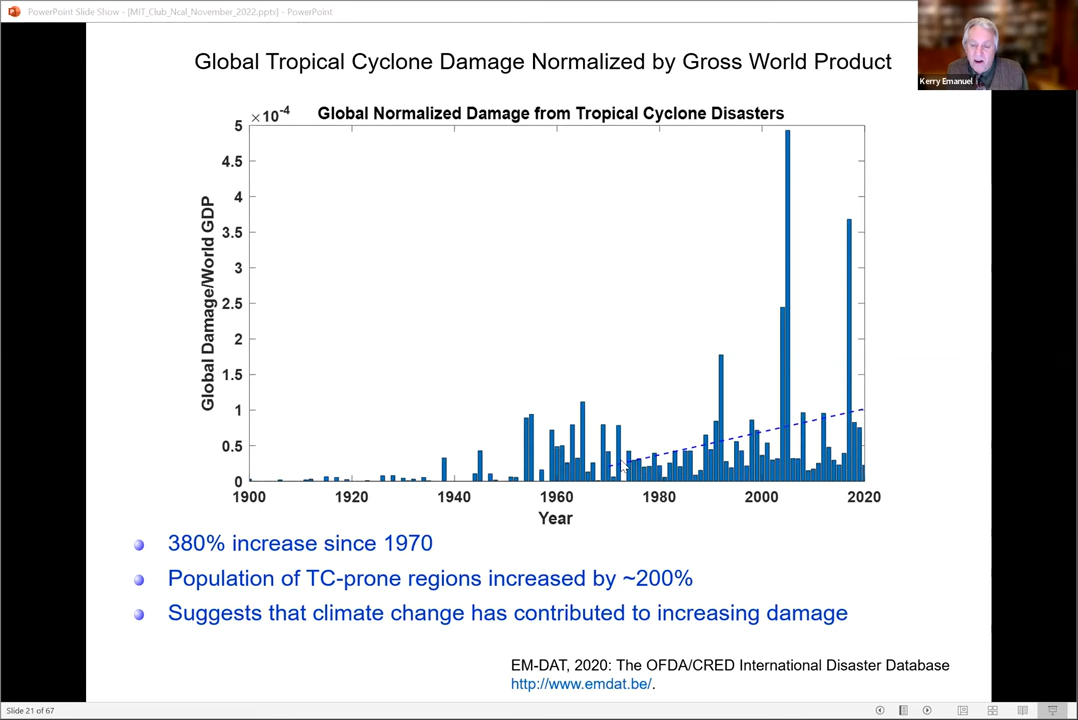 PowerPoint Slide Show - [MIT_Club_Ncal_November_2022.pptx] - PowerPoint
Kerry Emanuel
Global Tropical Cyclone Damage Normalized by Gross World Product
×10-4
Global Normalized Damage from Tropical Cyclone Disasters
5
4.5
4
3.5
3
2.5
2
1.5
1
0.5
0
Global Damage/World GDP
1900 1920 1940 1960 1980 2000 2020
Year
380% increase since 1970
Population of TC-prone regions increased by ~200%
Suggests that climate change has contributed to increasing damage
EM-DAT, 2020: The OFDA/CRED International Disaster Database
http://www.emdat.be/.
Slide 21 of 67